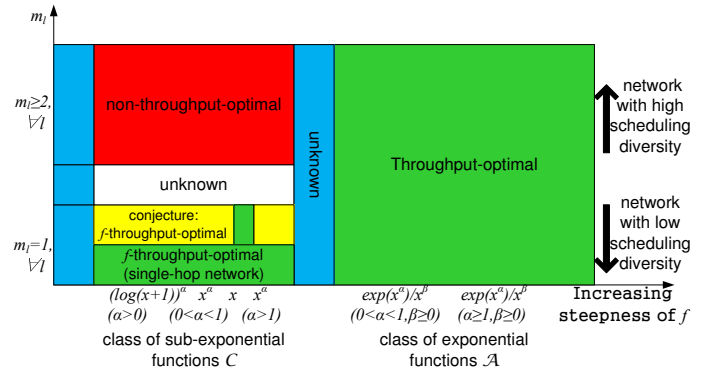 m_l
non-throughput-optimal
m_l≥2,
∀l
network
with high
scheduling
diversity
unknown
Throughput-optimal
unknown
conjecture:
f-throughput-optimal
network
with low
scheduling
diversity
m_l=1,
∀l
f-throughput-optimal
(single-hop network)
(log(x+1))^α x^α x x^α exp(x^α)/x^β exp(x^α)/x^β Increasing
(α>0) (0<α<1) (α>1) (0<α<1,β≥0) (α≥1,β≥0) steepness of f
class of sub-exponential
functions C
class of exponential
functions 𝒜